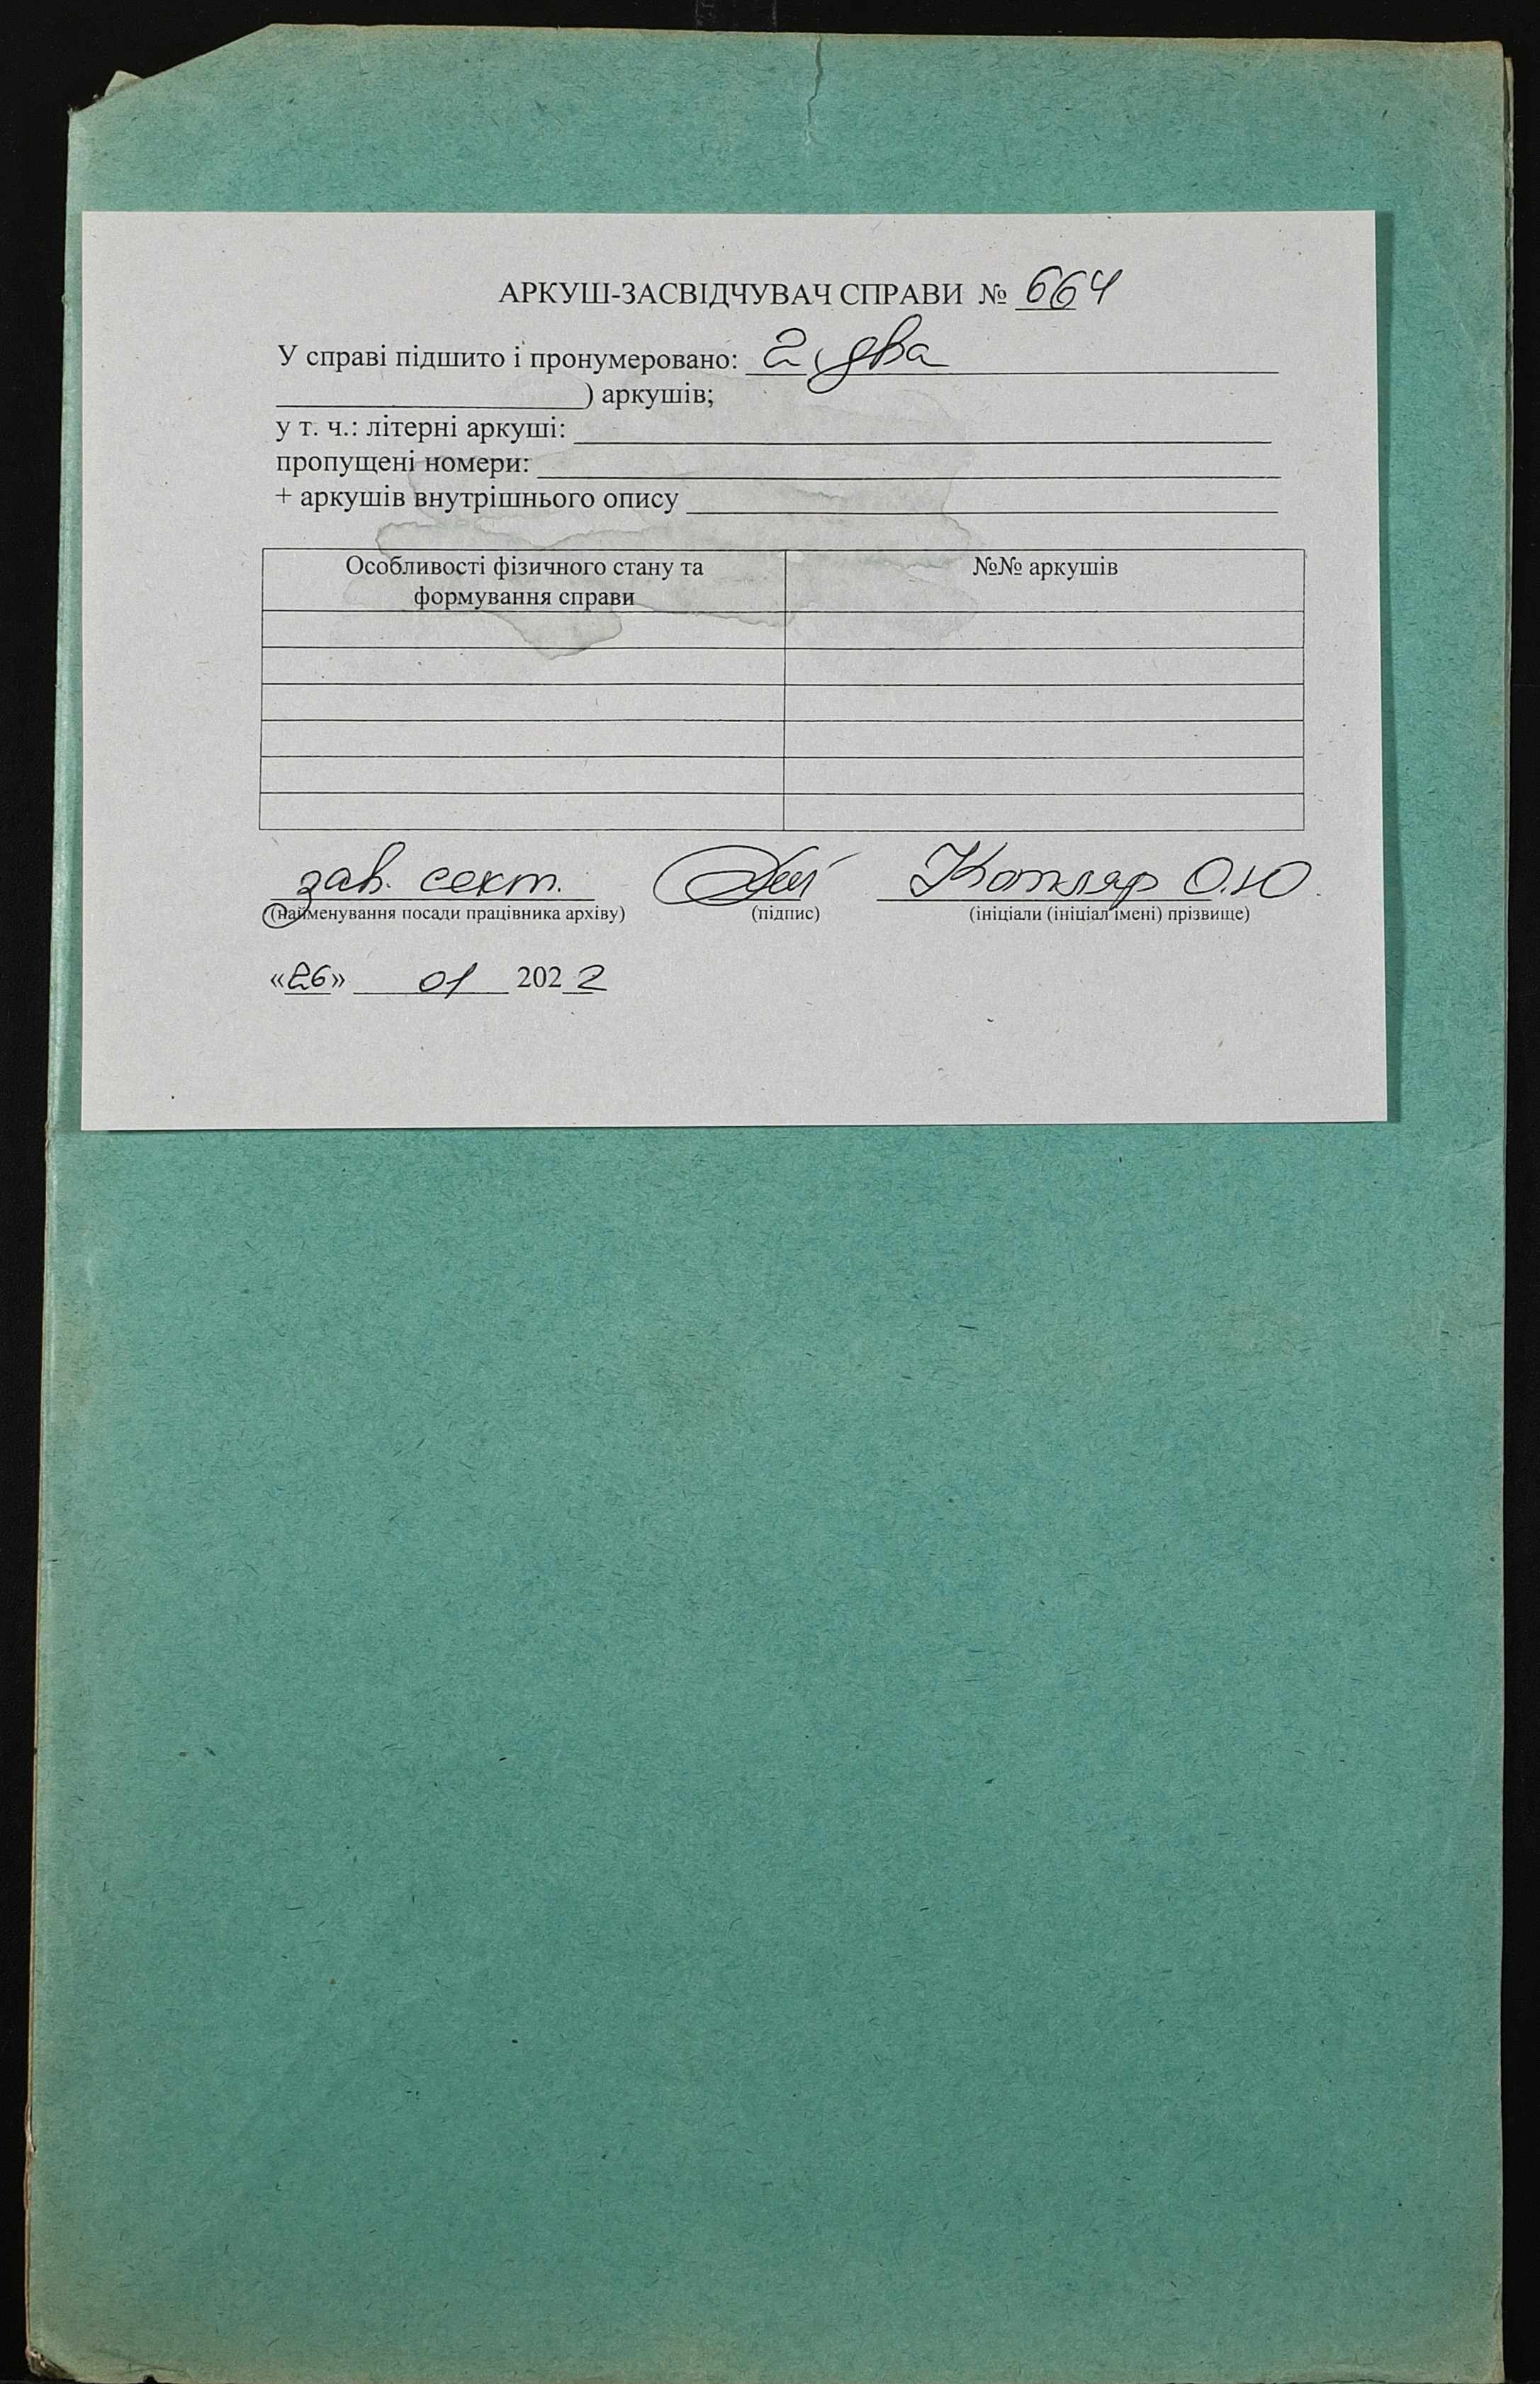 АРКУШ-ЗАСВІДЧУВАЧ СПРАВИ № 664
У справі підшито і пронумеровано: 2 (два
) аркушів;
у т. ч.: літерні аркуші:
пропущені номери:
+ аркушів внутрішнього опису
Особливості фізичного стану та
формування справи
№№ аркушів
зав. сект. Котляр О.Ю.
(найменування посади працівника архіву) (підпис) (ініціали (ініціал імені) прізвище)
«26» 01 2022